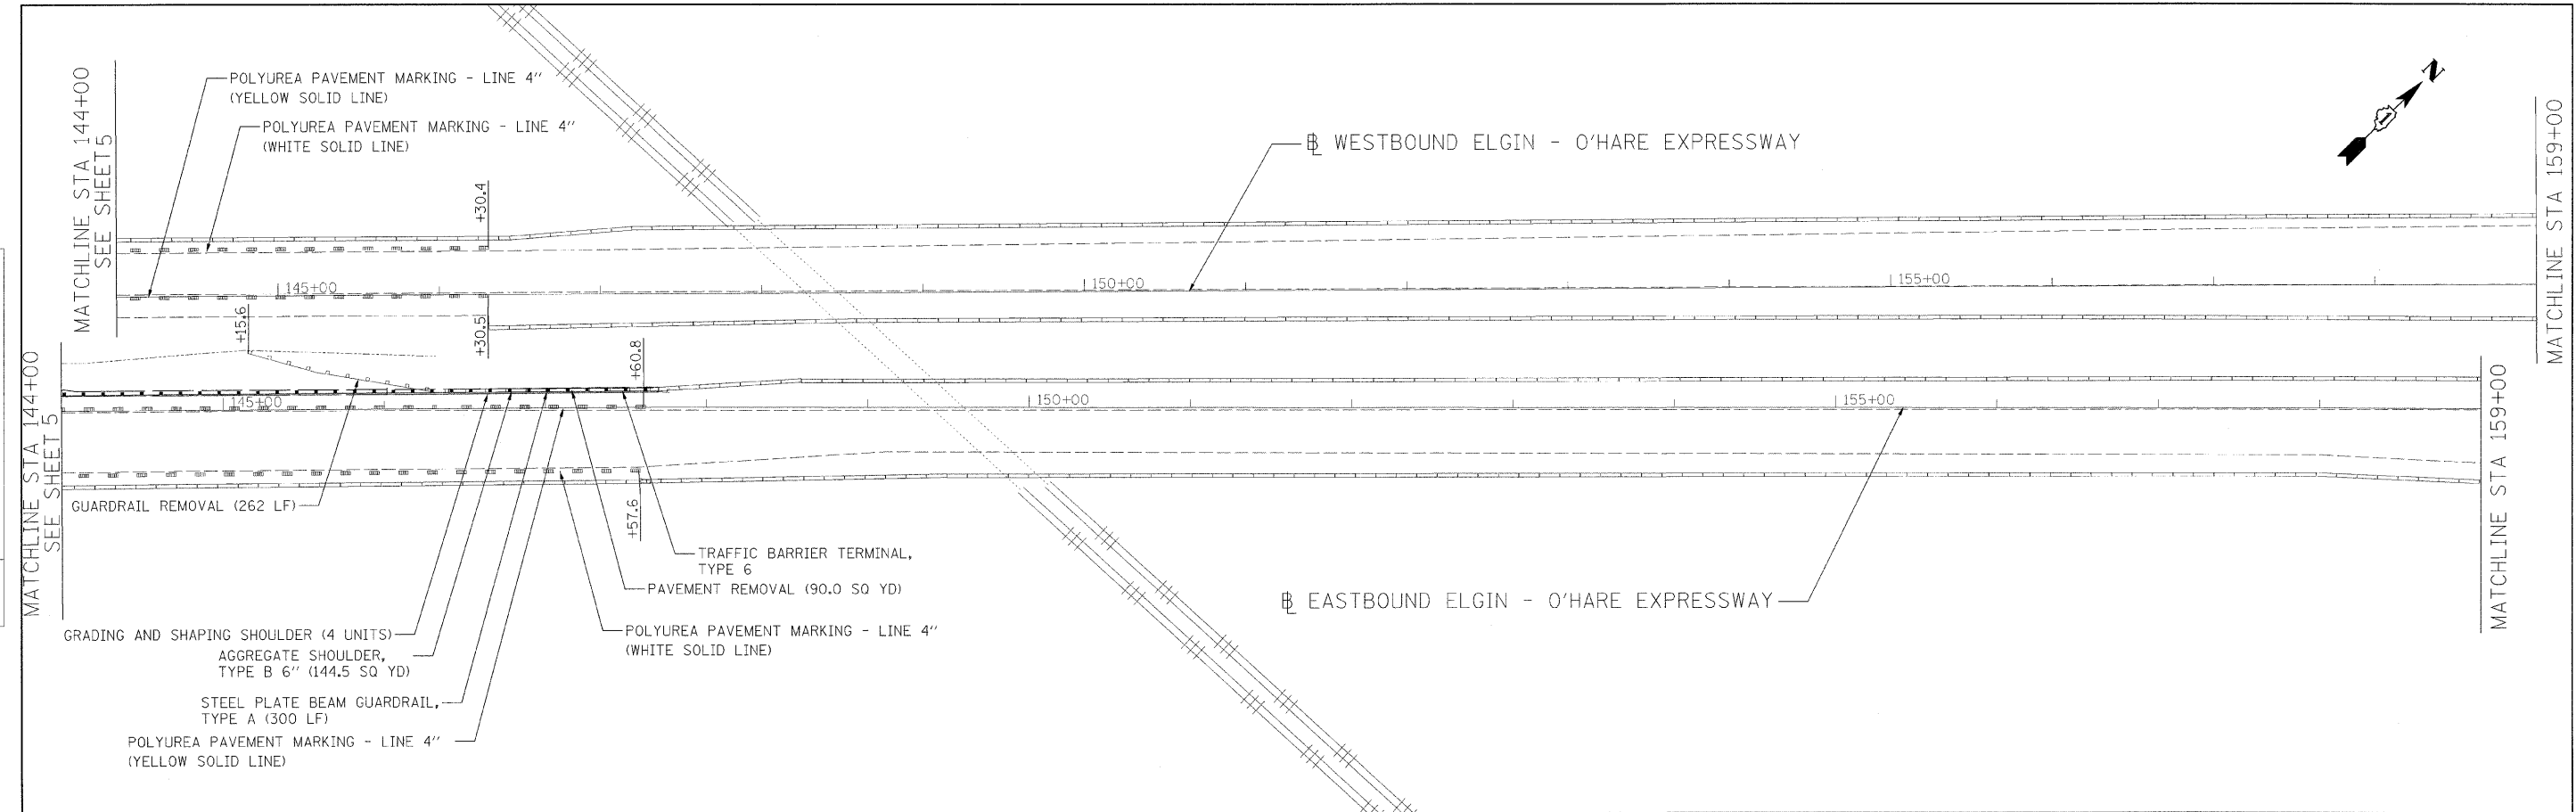 MATCHLINE STA 144+00
SEE SHEET 5
POLYUREA PAVEMENT MARKING - LINE 4''
(YELLOW SOLID LINE)
POLYUREA PAVEMENT MARKING - LINE 4''
(WHITE SOLID LINE)
+30.4
℄ WESTBOUND ELGIN - O'HARE EXPRESSWAY
N
1
MATCHLINE STA 159+00
145+00
150+00
155+00
+15.6
+30.5
+60.8
MATCHLINE STA 144+00
SEE SHEET 5
145+00
150+00
155+00
MATCHLINE STA 159+00
GUARDRAIL REMOVAL (262 LF)
+57.6
TRAFFIC BARRIER TERMINAL,
TYPE 6
PAVEMENT REMOVAL (90.0 SQ YD)
℄ EASTBOUND ELGIN - O'HARE EXPRESSWAY
GRADING AND SHAPING SHOULDER (4 UNITS)
POLYUREA PAVEMENT MARKING - LINE 4''
(WHITE SOLID LINE)
AGGREGATE SHOULDER,
TYPE B 6'' (144.5 SQ YD)
STEEL PLATE BEAM GUARDRAIL,
TYPE A (300 LF)
POLYUREA PAVEMENT MARKING - LINE 4''
(YELLOW SOLID LINE)